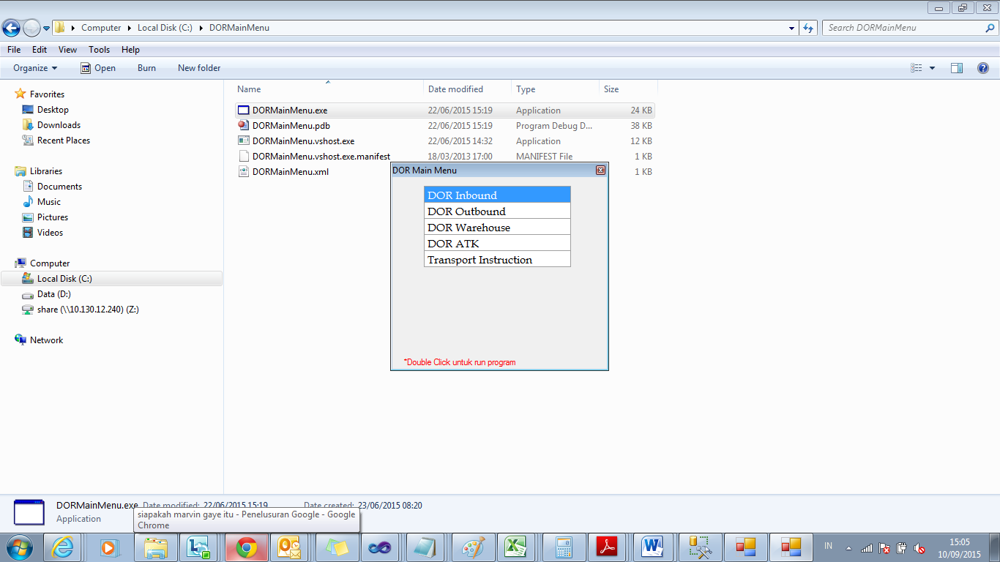 Computer Local Disk (C:) DORMainMenu Search DORMainMenu
File Edit View Tools Help
Organize Open Burn New folder
Favorites
Desktop
Downloads
Recent Places
Libraries
Documents
Music
Pictures
Videos
Computer
Local Disk (C:)
Data (D:)
share (\\10.130.12.240) (Z:)
Network
Name Date modified Type Size
DORMainMenu.exe 22/06/2015 15:19 Application 24 KB
DORMainMenu.pdb 22/06/2015 15:19 Program Debug D... 38 KB
DORMainMenu.vshost.exe 22/06/2015 14:32 Application 12 KB
DORMainMenu.vshost.exe.manifest 18/03/2013 17:00 MANIFEST File 1 KB
DORMainMenu.xml 1 KB
DOR Main Menu
DOR Inbound
DOR Outbound
DOR Warehouse
DOR ATK
Transport Instruction
*Double Click untuk run program
DORMainMenu.exe Date modified: 22/06/2015 15:19 Date created: 23/06/2015 08:20
Application
siapakah marvin gaye itu - Penelusuran Google - Google
Chrome
IN
15:05
10/09/2015